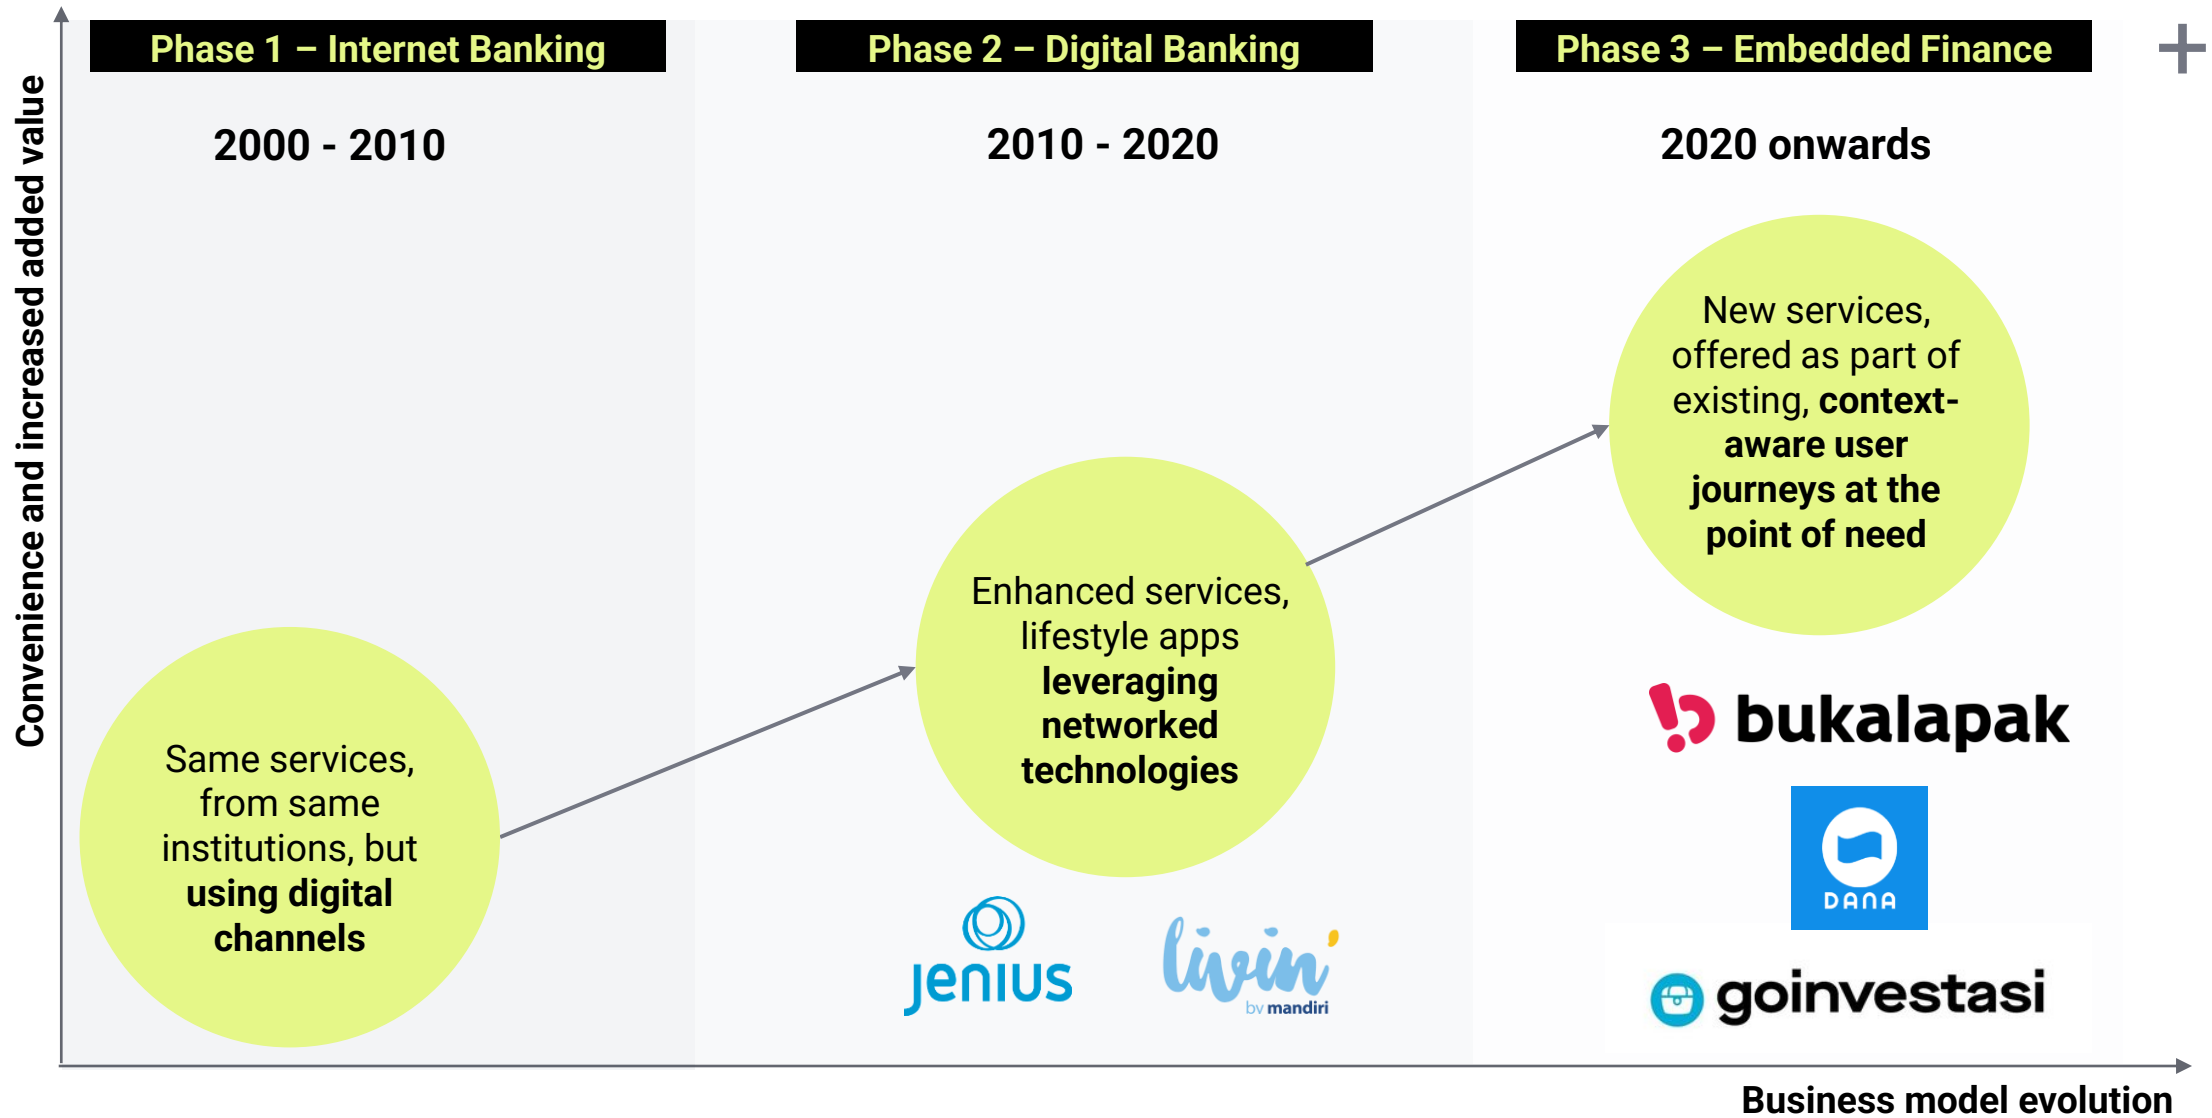 Convenience and increased added value
Phase 1 – Internet Banking
2000 - 2010
Same services,
from same
institutions, but
using digital
channels
Phase 2 – Digital Banking
2010 - 2020
Enhanced services,
lifestyle apps
leveraging
networked
technologies
jenius
livin'
by mandiri
Phase 3 – Embedded Finance
2020 onwards
New services,
offered as part of
existing, context-
aware user
journeys at the
point of need
bukalapak
DANA
goinvestasi
+
Business model evolution